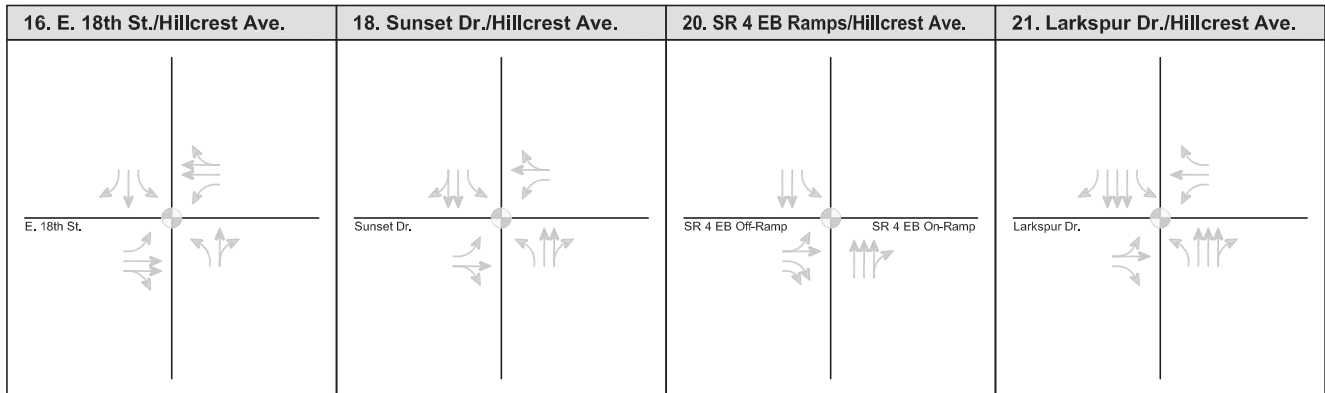 16. E. 18th St./Hillcrest Ave.
18. Sunset Dr./Hillcrest Ave.
20. SR 4 EB Ramps/Hillcrest Ave.
21. Larkspur Dr./Hillcrest Ave.
E. 18th St.
Sunset Dr.
SR 4 EB Off-Ramp
SR 4 EB On-Ramp
Larkspur Dr.